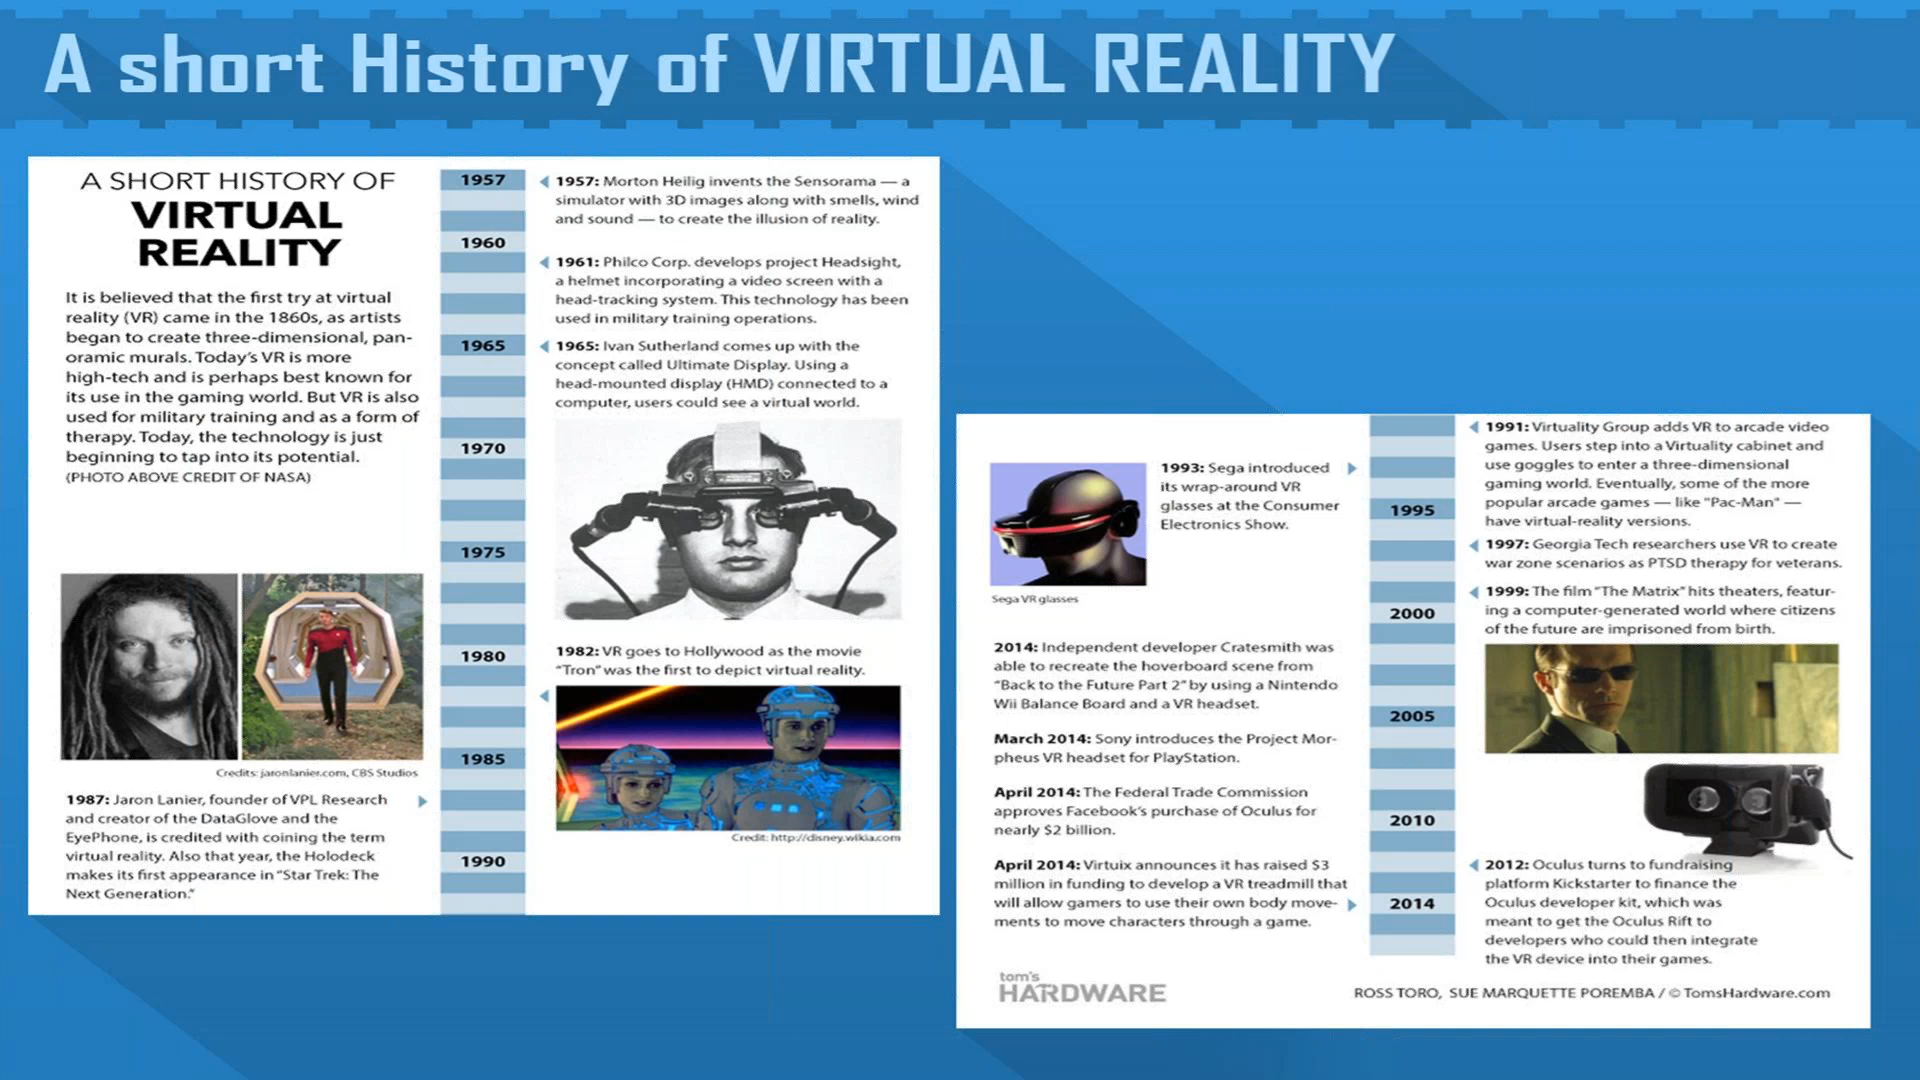 A short History of VIRTUAL REALITY
A SHORT HISTORY OF
VIRTUAL
REALITY
It is believed that the first try at virtual
reality (VR) came in the 1860s, as artists
began to create three-dimensional, pan-
oramic murals. Today's VR is more
high-tech and is perhaps best known for
its use in the gaming world. But VR is also
used for military training and as a form of
therapy. Today, the technology is just
beginning to tap into its potential.
(PHOTO ABOVE CREDIT OF NASA)
Credits: jaronlanier.com, CBS Studios
1987: Jaron Lanier, founder of VPL Research
and creator of the DataGlove and the
EyePhone, is credited with coining the term
virtual reality. Also that year, the Holodeck
makes its first appearance in "Star Trek: The
Next Generation."
1957
1960
1965
1970
1975
1980
1985
1990
1957: Morton Heilig invents the Sensorama — a
simulator with 3D images along with smells, wind
and sound — to create the illusion of reality.
1961: Philco Corp. develops project Headsight,
a helmet incorporating a video screen with a
head-tracking system. This technology has been
used in military training operations.
1965: Ivan Sutherland comes up with the
concept called Ultimate Display. Using a
head-mounted display (HMD) connected to a
computer, users could see a virtual world.
1982: VR goes to Hollywood as the movie
"Tron" was the first to depict virtual reality.
Credit: http://disney.wikia.com
1993: Sega introduced
its wrap-around VR
glasses at the Consumer
Electronics Show.
Sega VR glasses
2014: Independent developer Cratesmith was
able to recreate the hoverboard scene from
"Back to the Future Part 2" by using a Nintendo
Wii Balance Board and a VR headset.
March 2014: Sony introduces the Project Mor-
pheus VR headset for PlayStation.
April 2014: The Federal Trade Commission
approves Facebook's purchase of Oculus for
nearly $2 billion.
April 2014: Virtuix announces it has raised $3
million in funding to develop a VR treadmill that
will allow gamers to use their own body move-
ments to move characters through a game.
1995
2000
2005
2010
2014
1991: Virtuality Group adds VR to arcade video
games. Users step into a Virtuality cabinet and
use goggles to enter a three-dimensional
gaming world. Eventually, some of the more
popular arcade games — like "Pac-Man" —
have virtual-reality versions.
1997: Georgia Tech researchers use VR to create
war zone scenarios as PTSD therapy for veterans.
1999: The film "The Matrix" hits theaters, featur-
ing a computer-generated world where citizens
of the future are imprisoned from birth.
2012: Oculus turns to fundraising
platform Kickstarter to finance the
Oculus developer kit, which was
meant to get the Oculus Rift to
developers who could then integrate
the VR device into their games.
tom's
HARDWARE
ROSS TORO, SUE MARQUETTE POREMBA / © TomsHardware.com